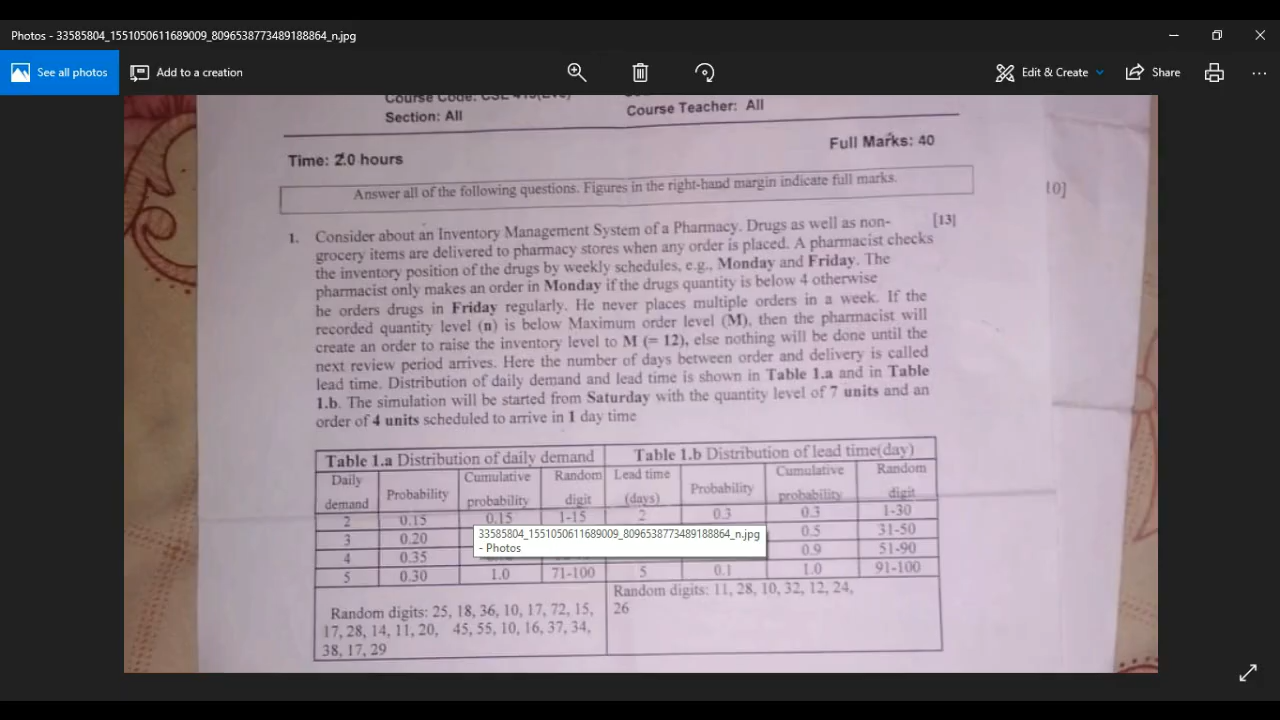 Photos - 33585804_1551050611689009_8096538773489188864_n.jpg
See all photos
Add to a creation
Edit & Create
Share
Section: All
Course Teacher: All
Time: 2.0 hours
Full Marks: 40
Answer all of the following questions. Figures in the right-hand margin indicate full marks.
10]
1. Consider about an Inventory Management System of a Pharmacy. Drugs as well as non- [13]
grocery items are delivered to pharmacy stores when any order is placed. A pharmacist checks
the inventory position of the drugs by weekly schedules, e.g., Monday and Friday. The
pharmacist only makes an order in Monday if the drugs quantity is below 4 otherwise
he orders drugs in Friday regularly. He never places multiple orders in a week. If the
recorded quantity level (n) is below Maximum order level (M), then the pharmacist will
create an order to raise the inventory level to M (= 12), else nothing will be done until the
next review period arrives. Here the number of days between order and delivery is called
lead time. Distribution of daily demand and lead time is shown in Table 1.a and in Table
1.b. The simulation will be started from Saturday with the quantity level of 7 units and an
order of 4 units scheduled to arrive in 1 day time
Table 1.a Distribution of daily demand Table 1.b Distribution of lead time(day)
Daily demand Probability Cumulative probability Random digit Lead time (days) Probability Cumulative probability Random digit
2 0.15 0.15 1-15 2 0.3 0.3 1-30
3 0.20 0.5 31-50
4 0.35 0.9 51-90
5 0.30 1.0 71-100 5 0.1 1.0 91-100
33585804_1551050611689009_8096538773489188864_n.jpg
- Photos
Random digits: 25, 18, 36, 10, 17, 72, 15,
17, 28, 14, 11, 20, 45, 55, 10, 16, 37, 34,
38, 17, 29
Random digits: 11, 28, 10, 32, 12, 24,
26